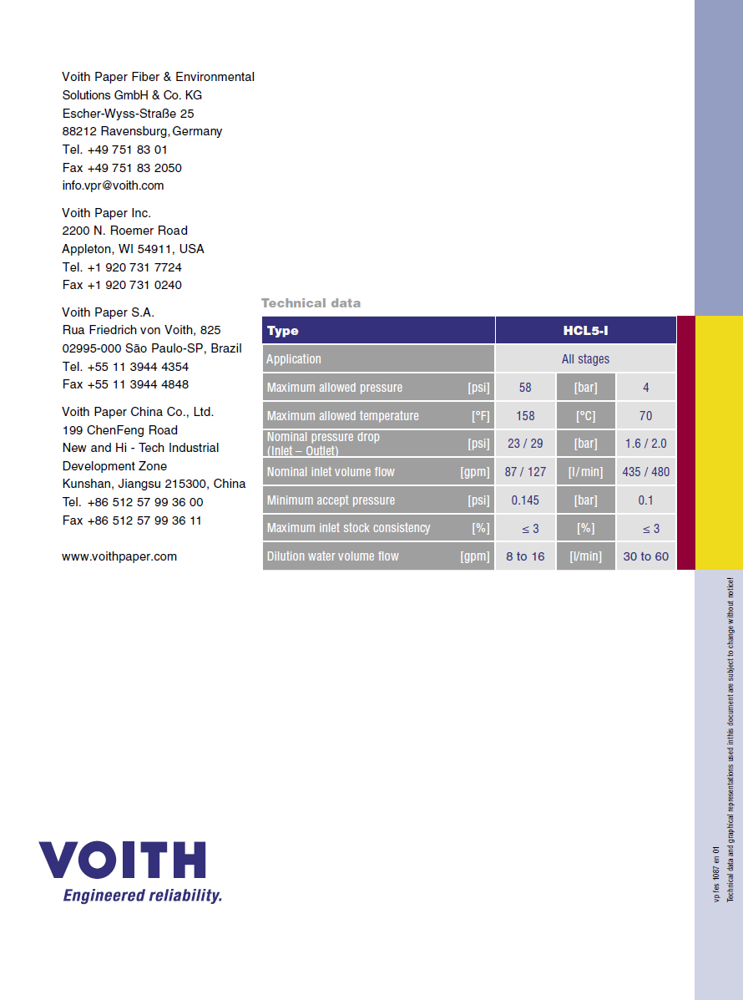 Voith Paper Fiber & Environmental
Solutions GmbH & Co. KG
Escher-Wyss-Straße 25
88212 Ravensburg, Germany
Tel. +49 751 83 01
Fax +49 751 83 2050
info.vpr@voith.com
Voith Paper Inc.
2200 N. Roemer Road
Appleton, WI 54911, USA
Tel. +1 920 731 7724
Fax +1 920 731 0240
Voith Paper S.A.
Rua Friedrich von Voith, 825
02995-000 São Paulo-SP, Brazil
Tel. +55 11 3944 4354
Fax +55 11 3944 4848
Voith Paper China Co., Ltd.
199 ChenFeng Road
New and Hi - Tech Industrial
Development Zone
Kunshan, Jiangsu 215300, China
Tel. +86 512 57 99 36 00
Fax +86 512 57 99 36 11
www.voithpaper.com
Technical data
Type HCL5-I
Application All stages
Maximum allowed pressure [psi] 58 [bar] 4
Maximum allowed temperature [°F] 158 [°C] 70
Nominal pressure drop
(Inlet – Outlet) [psi] 23 / 29 [bar] 1.6 / 2.0
Nominal inlet volume flow [gpm] 87 / 127 [l/min] 435 / 480
Minimum accept pressure [psi] 0.145 [bar] 0.1
Maximum inlet stock consistency [%] ≤ 3 [%] ≤ 3
Dilution water volume flow [gpm] 8 to 16 [l/min] 30 to 60
VOITH
Engineered reliability.
vp fes 1087 en 01
Technical data and graphical representations used inthis document are subject to change without notice!